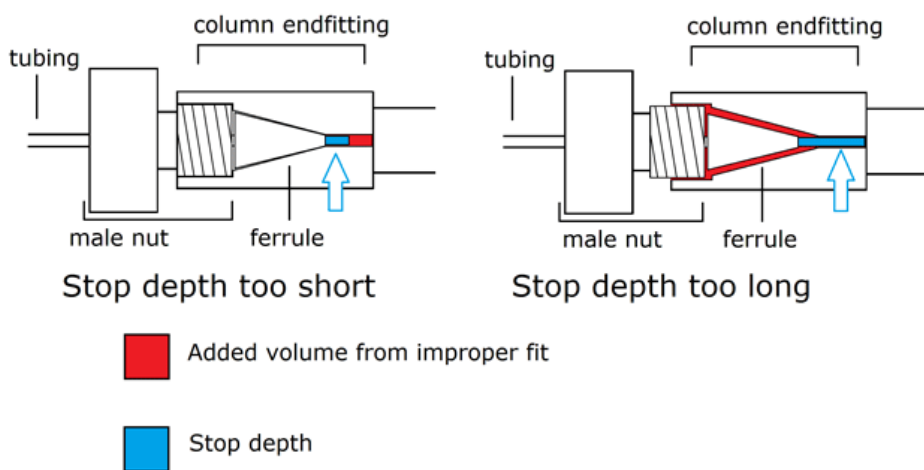 column endfitting
tubing
male nut
ferrule
Stop depth too short
column endfitting
tubing
male nut
ferrule
Stop depth too long
Added volume from improper fit
Stop depth